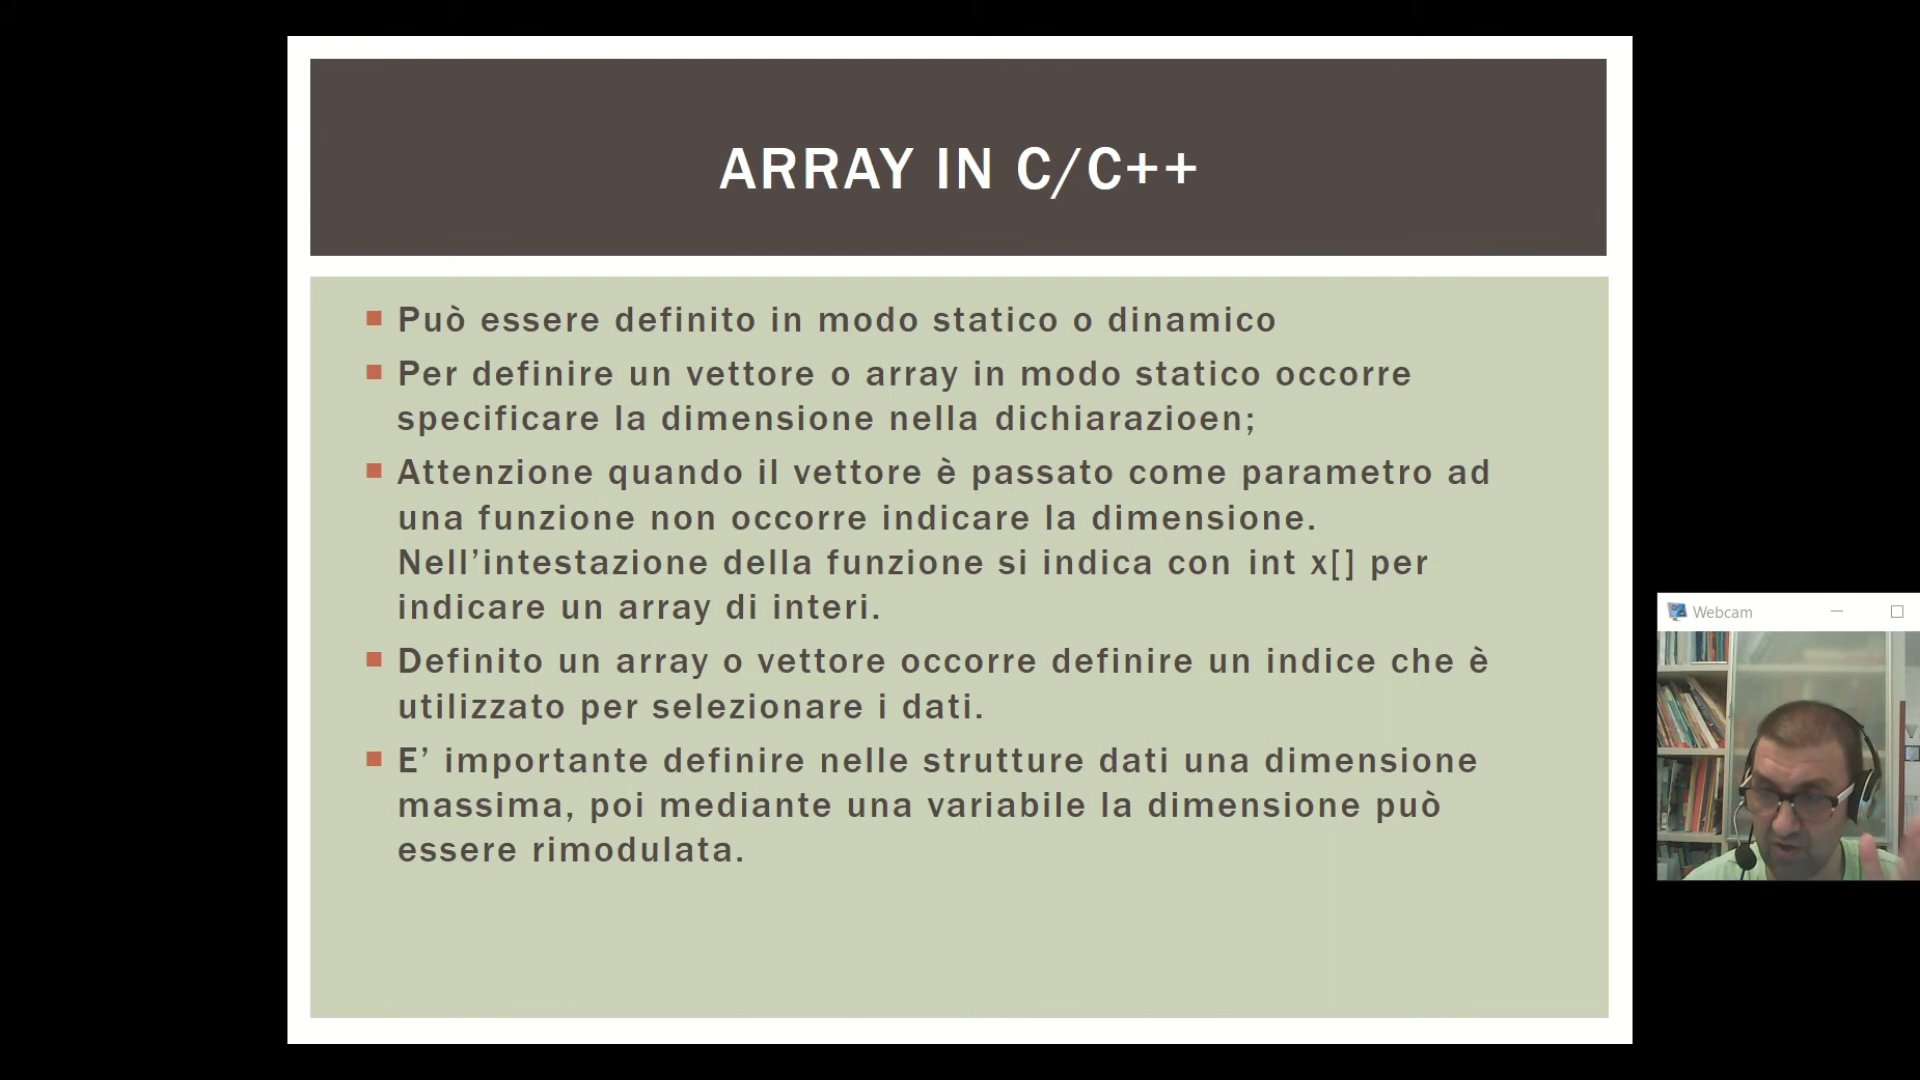 ARRAY IN C/C++
Può essere definito in modo statico o dinamico
Per definire un vettore o array in modo statico occorre
specificare la dimensione nella dichiarazioen;
Attenzione quando il vettore è passato come parametro ad
una funzione non occorre indicare la dimensione.
Nell’intestazione della funzione si indica con int x[] per
indicare un array di interi.
Definito un array o vettore occorre definire un indice che è
utilizzato per selezionare i dati.
E’ importante definire nelle strutture dati una dimensione
massima, poi mediante una variabile la dimensione può
essere rimodulata.
Webcam